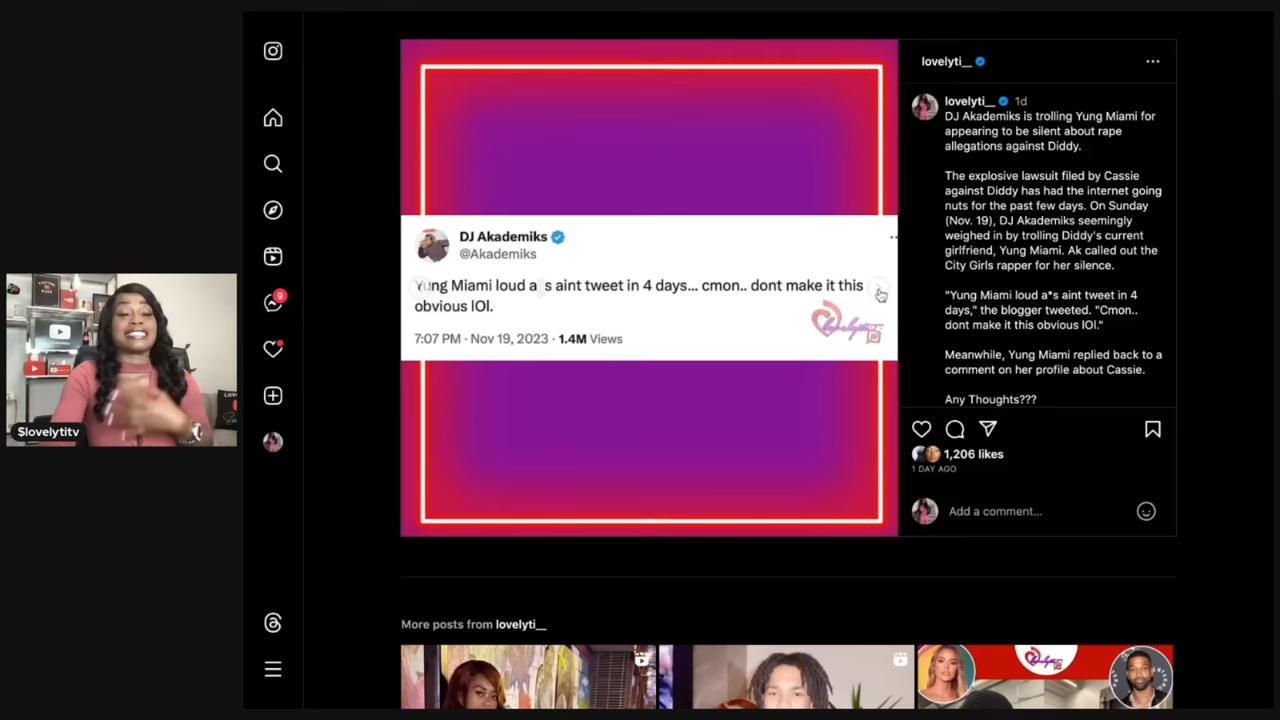 lovelyti__
lovelyti__ 1d
DJ Akademiks is trolling Yung Miami for
appearing to be silent about rape
allegations against Diddy.
The explosive lawsuit filed by Cassie
against Diddy has had the internet going
nuts for the past few days. On Sunday
(Nov. 19), DJ Akademiks seemingly
weighed in by trolling Diddy's current
girlfriend, Yung Miami. Ak called out the
City Girls rapper for her silence.
"Yung Miami loud a*s aint tweet in 4
days," the blogger tweeted. "Cmon..
dont make it this obvious lOl."
Meanwhile, Yung Miami replied back to a
comment on her profile about Cassie.
Any Thoughts???
DJ Akademiks
@Akademiks
Yung Miami loud a s aint tweet in 4 days... cmon.. dont make it this
obvious lOl.
7:07 PM · Nov 19, 2023 · 1.4M Views
lovelyti
1,206 likes
1 DAY AGO
Add a comment...
9
$lovelytitv
More posts from lovelyti__